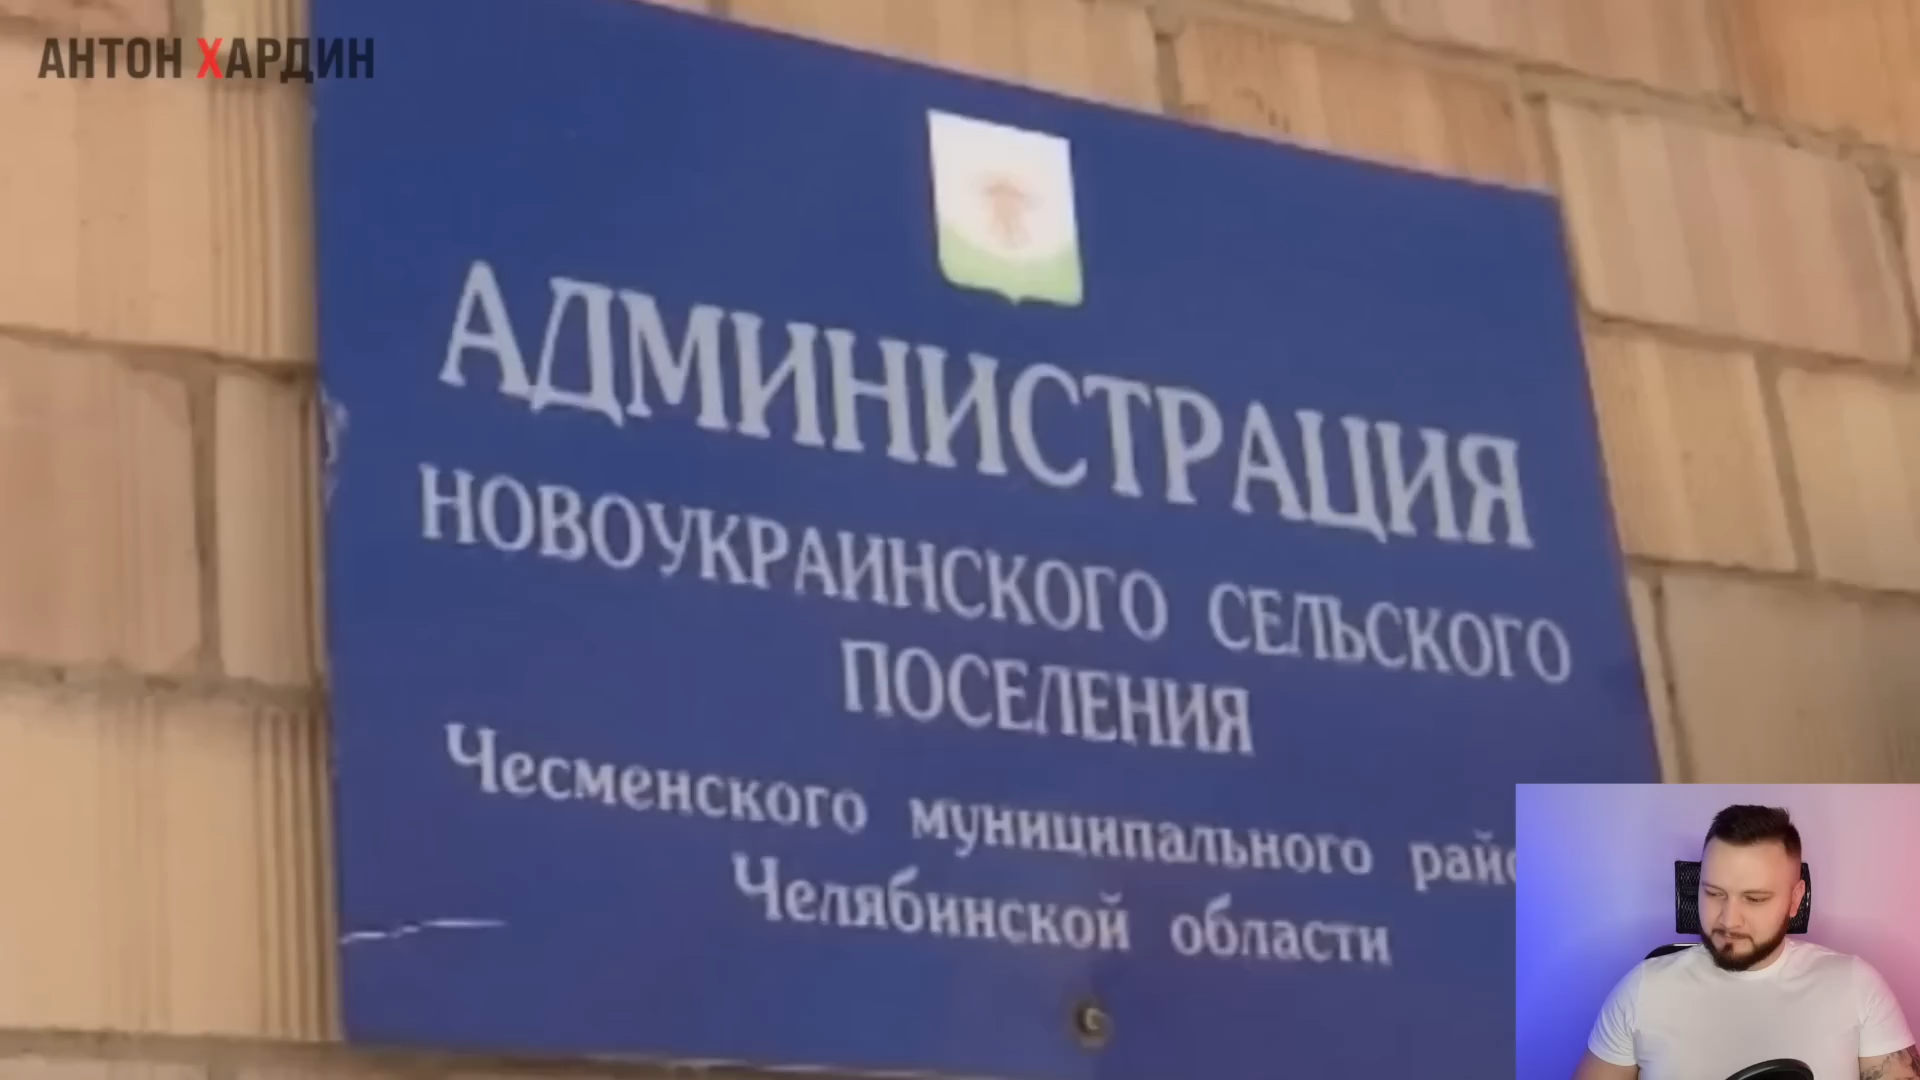 АНТОН ХАРДИН
АДМИНИСТРАЦИЯ
НОВОУКРАИНСКОГО СЕЛЬСКОГО
ПОСЕЛЕНИЯ
Чесменского муниципального
Челябинской области